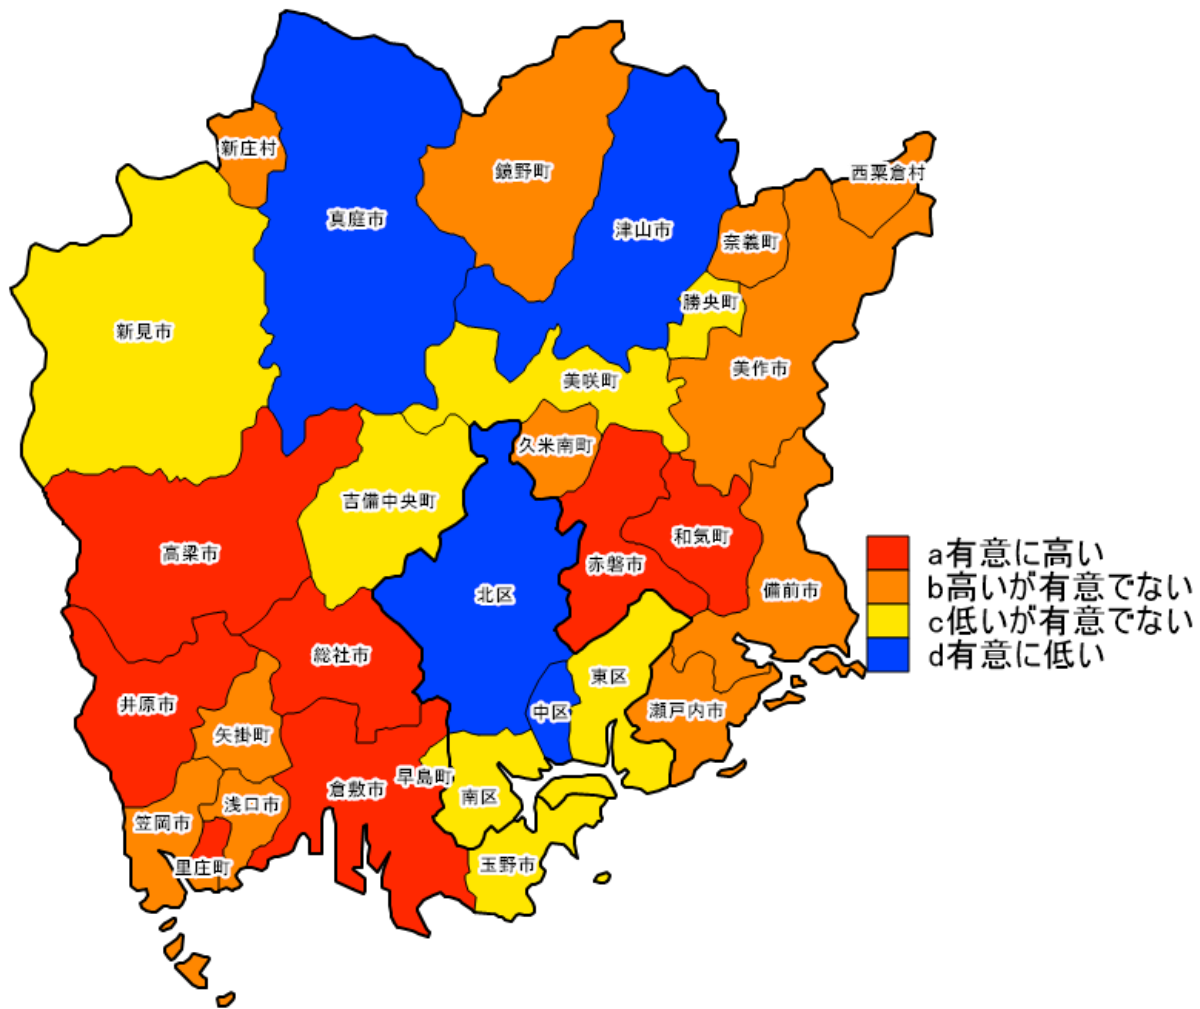 新庄村
鏡野町
西粟倉村
真庭市
津山市
奈義町
勝央町
新見市
美作市
美咲町
久米南町
吉備中央町
高梁市
和気町
赤磐市
備前市
北区
総社市
東区
井原市
中区
瀬戸内市
矢掛町
早島町
倉敷市
南区
浅口市
笠岡市
里庄町
玉野市
a有意に高い
b高いが有意でない
c低いが有意でない
d有意に低い